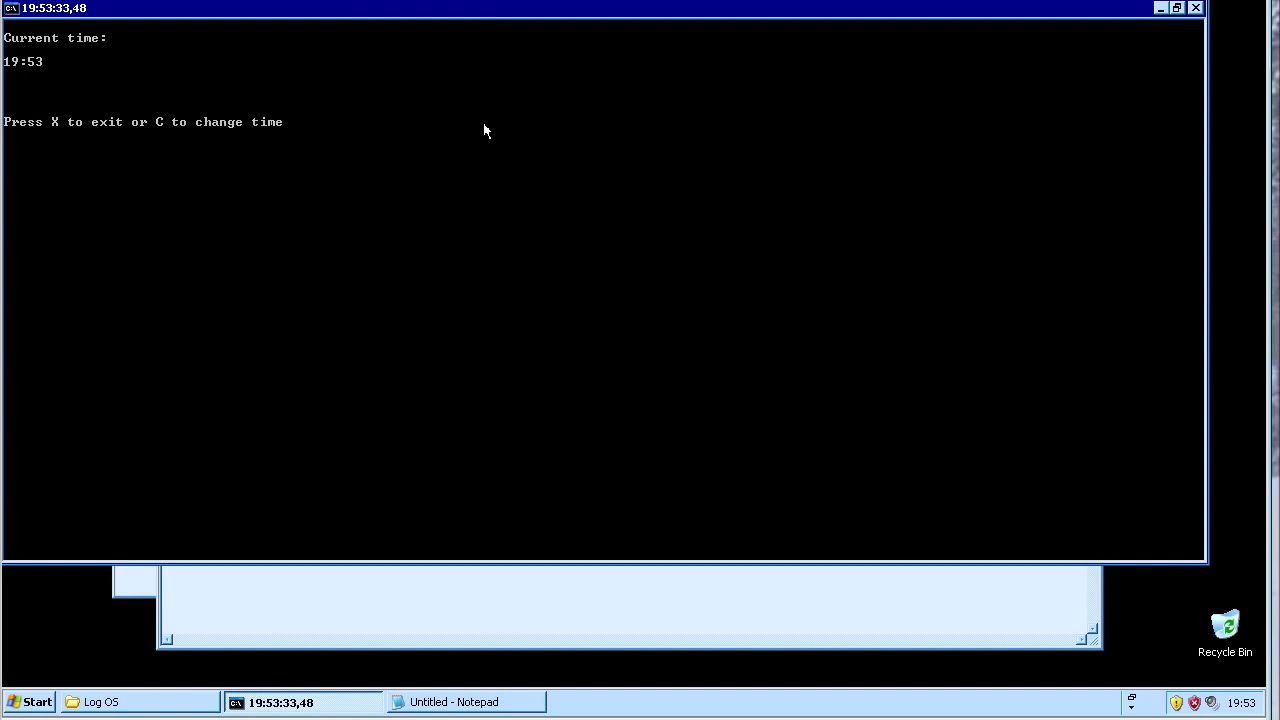 19:53:33,48
Current time:
19:53
Press X to exit or C to change time
Recycle Bin
Start
Log OS
19:53:33,48
Untitled - Notepad
19:53